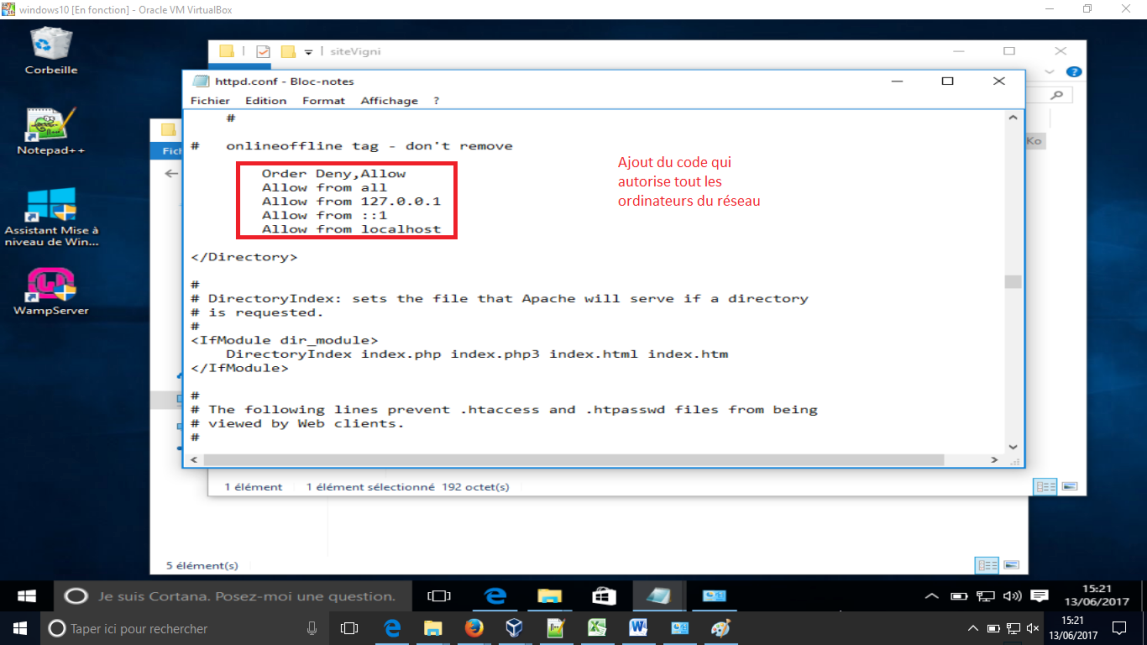 windows10 [En fonction] - Oracle VM VirtualBox
Corbeille
siteVigni
httpd.conf - Bloc-notes
Fichier Edition Format Affichage ?
#
# onlineoffline tag - don't remove
Order Deny,Allow
Allow from all
Allow from 127.0.0.1
Allow from ::1
Allow from localhost
Ajout du code qui
autorise tout les
ordinateurs du réseau
</Directory>
#
# DirectoryIndex: sets the file that Apache will serve if a directory
# is requested.
#
<IfModule dir_module>
DirectoryIndex index.php index.php3 index.html index.htm
</IfModule>
#
# The following lines prevent .htaccess and .htpasswd files from being
# viewed by Web clients.
#
Notepad++
Assistant Mise à
niveau de Win...
WampServer
Fich
Ko
1 élément 1 élément sélectionné 192 octet(s)
5 élément(s)
Je suis Cortana. Posez-moi une question.
15:21
13/06/2017
Taper ici pour rechercher
15:21
13/06/2017